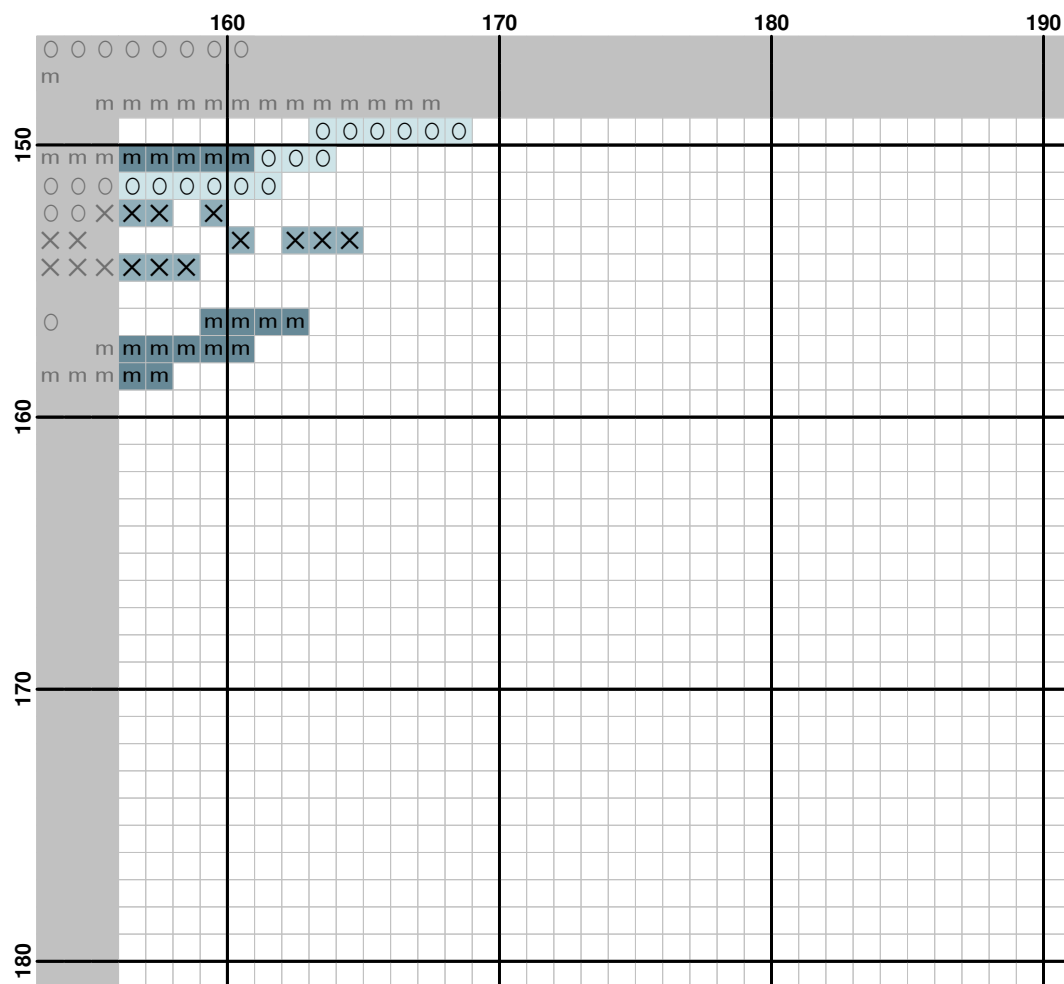 160 170 180 190
O O O O O O O O
m
m m m m m m m m m m m m m
O O O O O O
150
m m m m m m m m O O O
O O O O O O O O O
O O X X X X
X X X X X X
X X X X X X
O m m m m
m m m m m m
m m m m m
160
170
180